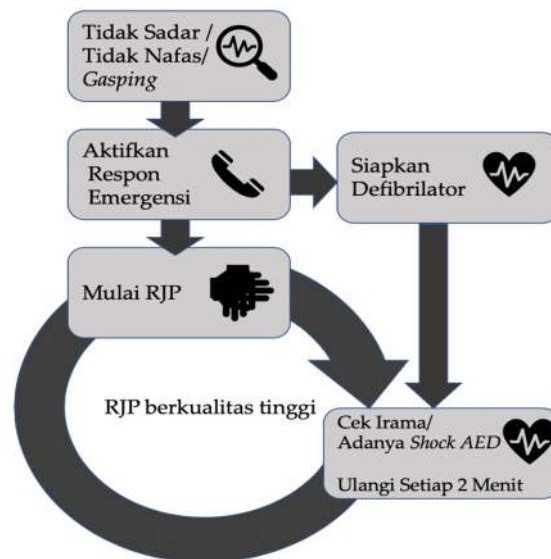 Tidak Sadar /
Tidak Nafas/
Gasping
Aktifkan
Respon
Emergensi
Siapkan
Defibrilator
Mulai RJP
RJP berkualitas tinggi
Cek Irama/
Adanya Shock AED
Ulangi Setiap 2 Menit